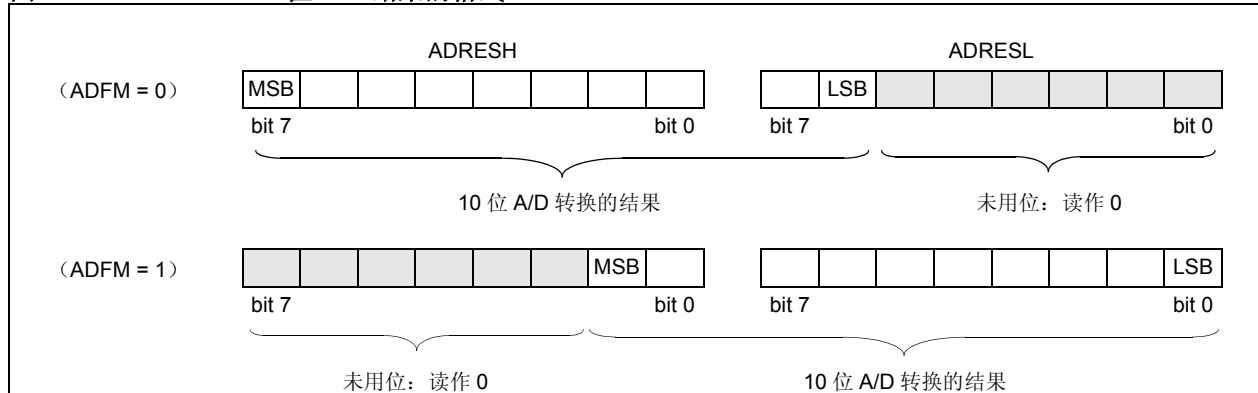 ADRESH ADRESL
（ADFM = 0） MSB LSB
bit 7 bit 0 bit 7 bit 0
10 位 A/D 转换的结果 未用位：读作 0
（ADFM = 1） MSB LSB
bit 7 bit 0 bit 7 bit 0
未用位：读作 0 10 位 A/D 转换的结果